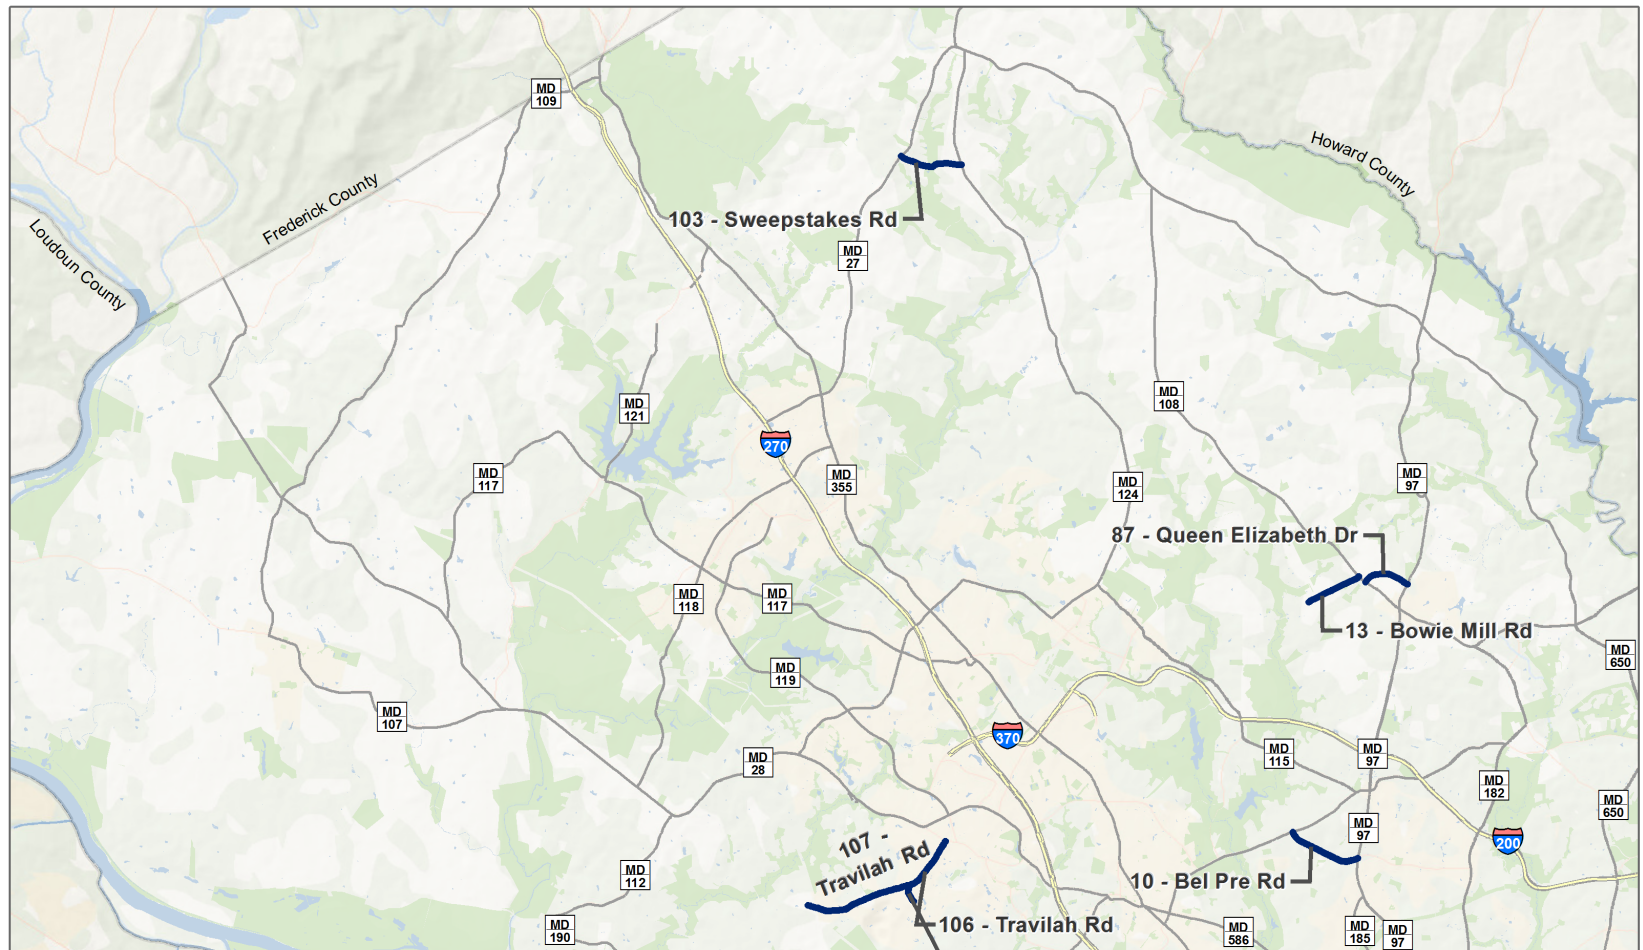 MD
109
Howard County
Frederick County
Loudoun County
103 - Sweepstakes Rd
MD
27
MD
121
MD
108
270
MD
117
MD
355
MD
124
MD
97
87 - Queen Elizabeth Dr
MD
118
MD
117
13 - Bowie Mill Rd
MD
650
MD
119
MD
107
370
MD
28
MD
115
MD
97
MD
182
MD
650
MD
97
200
107 -
Travilah Rd
MD
112
10 - Bel Pre Rd
106 - Travilah Rd
MD
190
MD
586
MD
185
MD
97